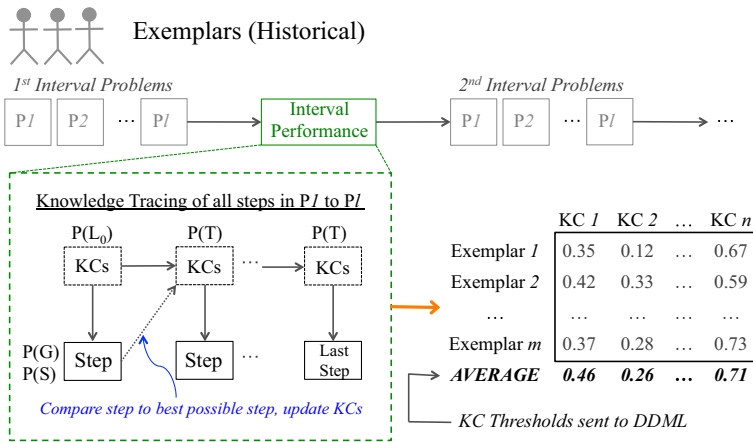 Exemplars (Historical)
1st Interval Problems
2nd Interval Problems
P1 P2 ... Pl
Interval Performance
P1 P2 ... Pl ...
Knowledge Tracing of all steps in P1 to Pl
P(L0) P(T) P(T)
KCs KCs ... KCs
P(G)
P(S)
Step Step ... Last Step
Compare step to best possible step, update KCs
KC 1 KC 2 ... KC n
Exemplar 1 0.35 0.12 ... 0.67
Exemplar 2 0.42 0.33 ... 0.59
... ... ... ... ...
Exemplar m 0.37 0.28 ... 0.73
AVERAGE 0.46 0.26 ... 0.71
KC Thresholds sent to DDML